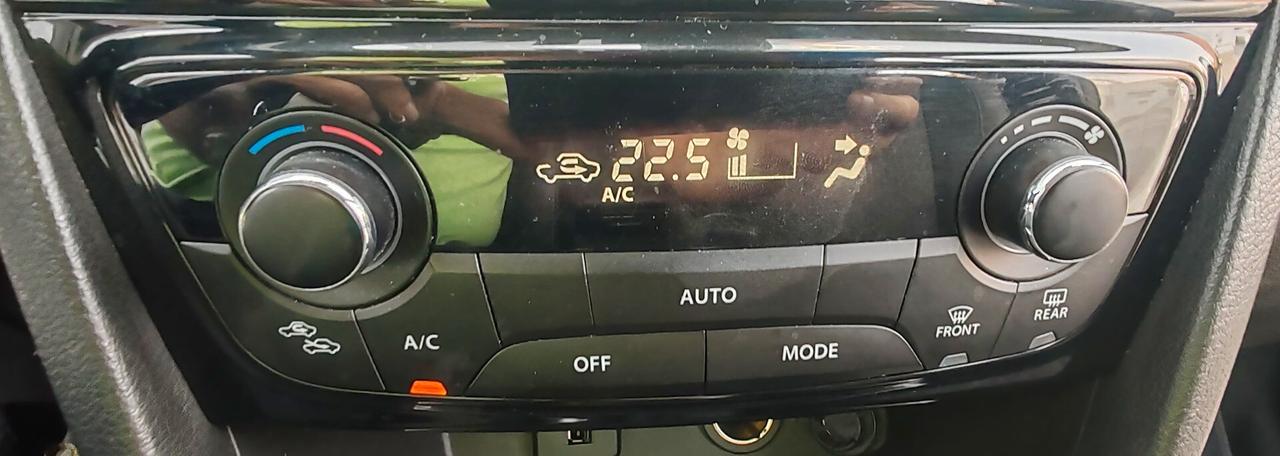 22.5
A/C
AUTO
FRONT
REAR
A/C
OFF
MODE